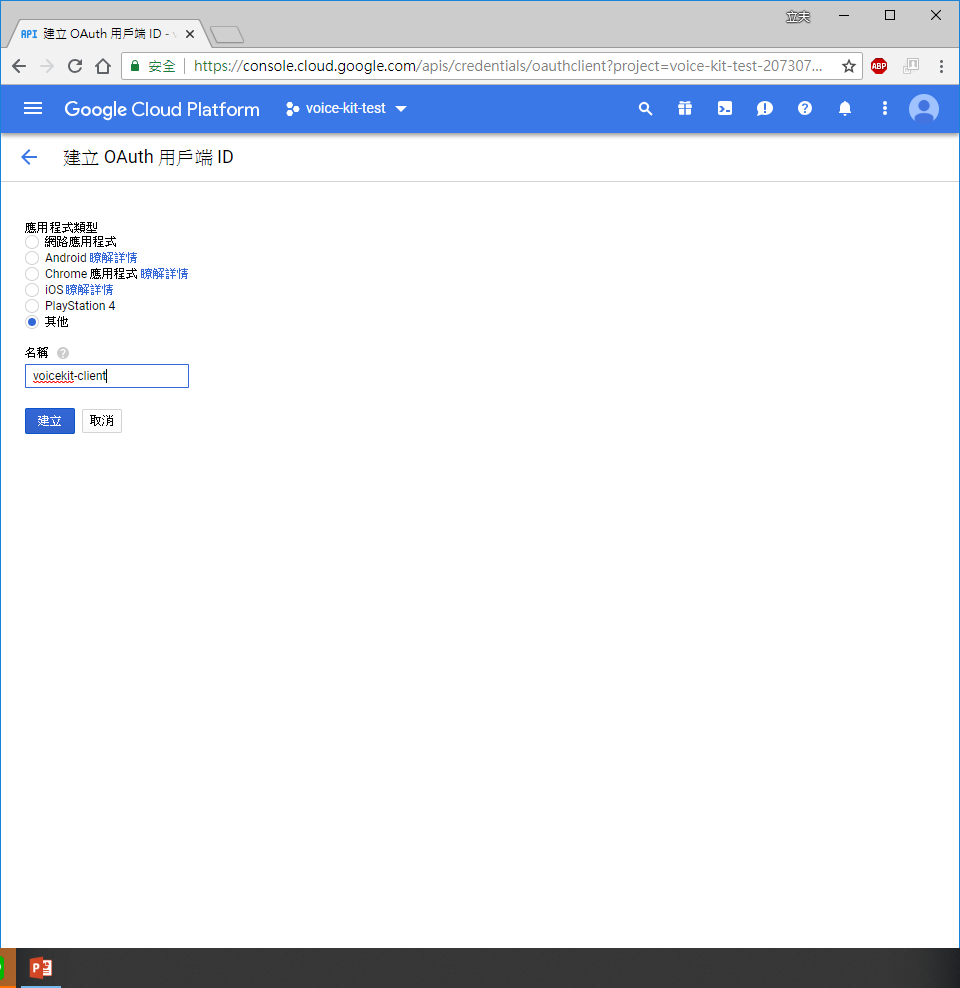 立夫
API 建立 OAuth 用戶端 ID -
安全 https://console.cloud.google.com/apis/credentials/oauthclient?project=voice-kit-test-207307... ABP
Google Cloud Platform voice-kit-test
建立 OAuth 用戶端 ID
應用程式類型
網路應用程式
Android 瞭解詳情
Chrome 應用程式 瞭解詳情
iOS 瞭解詳情
PlayStation 4
其他
名稱 ?
voicekit-client
建立 取消
P